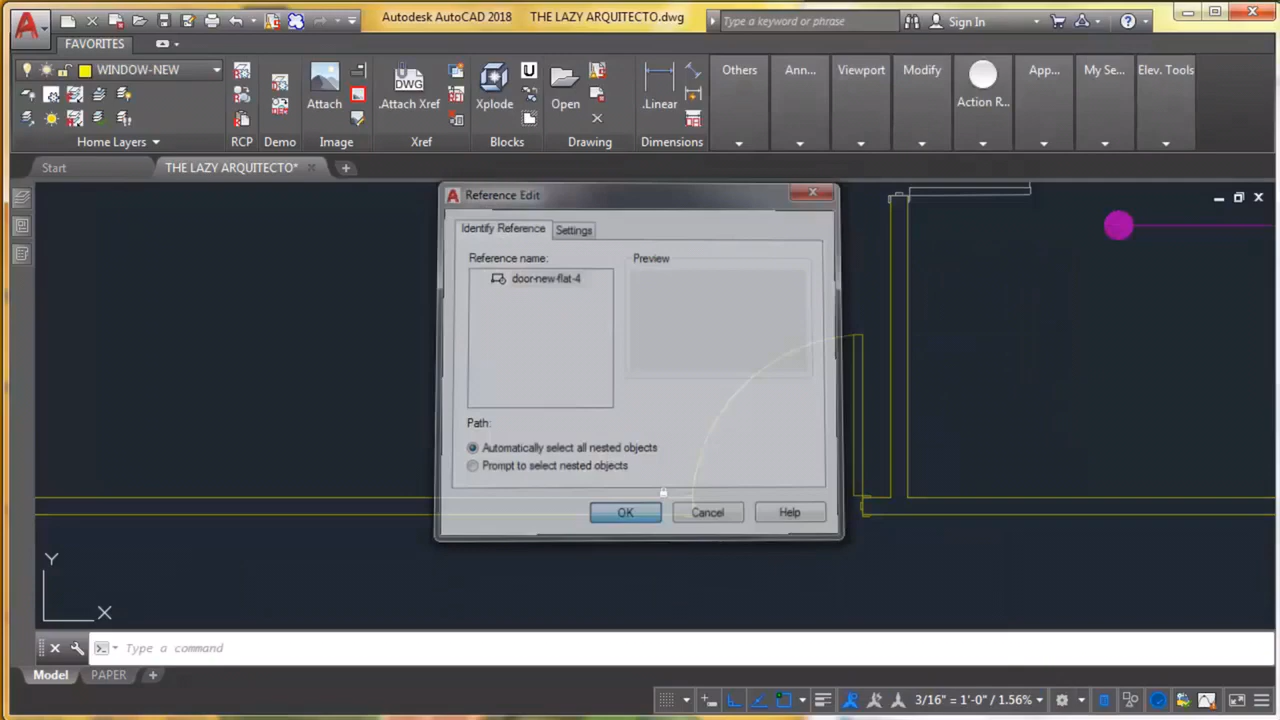 Autodesk AutoCAD 2018 THE LAZY ARQUITECTO.dwg Type a keyword or phrase Sign In
FAVORITES
WINDOW-NEW
Attach
DWG
.Attach Xref
Xplode
Open
.Linear
Others
Ann...
Viewport
Modify
Action R...
App...
My Se...
Elev. Tools
Home Layers RCP Demo Image Xref Blocks Drawing Dimensions
Start THE LAZY ARQUITECTO*
Reference Edit
Identify Reference Settings
Reference name: Preview
door-new-flat-4
Path:
Automatically select all nested objects
Prompt to select nested objects
OK Cancel Help
Y
X
Type a command
Model PAPER
3/16" = 1'-0" / 1.56%